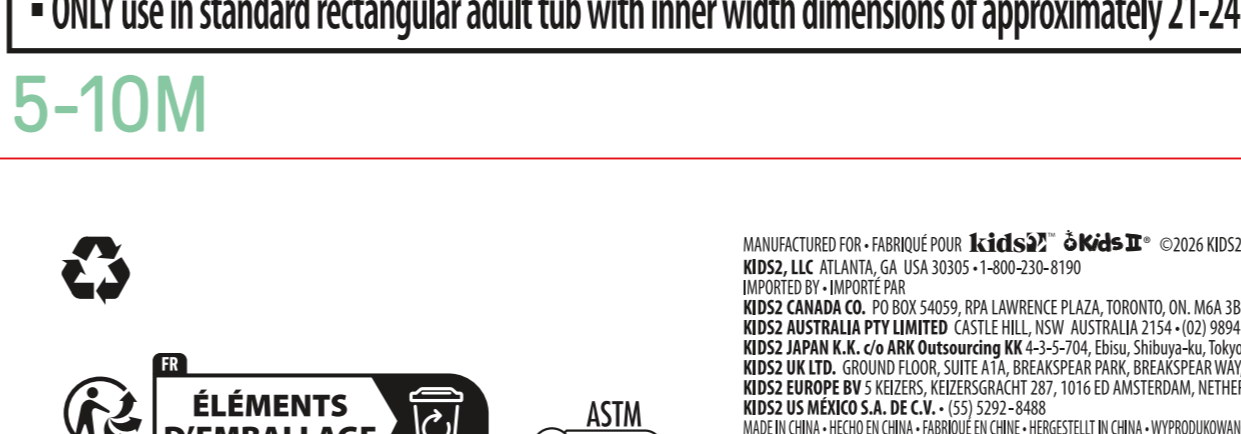 ▪ ONLY use in standard rectangular adult tub with inner width dimensions of approximately 21-24
5-10M
MANUFACTURED FOR • FABRIQUÉ POUR kids2™ Kids II® ©2026 KIDS2
KIDS2, LLC ATLANTA, GA USA 30305 • 1-800-230-8190
IMPORTED BY • IMPORTÉ PAR
KIDS2 CANADA CO. PO BOX 54059, RPA LAWRENCE PLAZA, TORONTO, ON. M6A 3B
KIDS2 AUSTRALIA PTY LIMITED CASTLE HILL, NSW AUSTRALIA 2154 • (02) 9894
KIDS2 JAPAN K.K. c/o ARK Outsourcing KK 4-3-5-704, Ebisu, Shibuya-ku, Tokyo
KIDS2 UK LTD. GROUND FLOOR, SUITE A1A, BREAKSPEAR PARK, BREAKSPEAR WAY,
KIDS2 EUROPE BV 5 KEIZERS, KEIZERSGRACHT 287, 1016 ED AMSTERDAM, NETHER
KIDS2 US MÉXICO S.A. DE C.V. • (55) 5292-8488
MADE IN CHINA • HECHO EN CHINA • FABRIQUÉ EN CHINE • HERGESTELLT IN CHINA • WYPRODUKOWAN
FR
ÉLÉMENTS
D'EMBALLAGE
ASTM